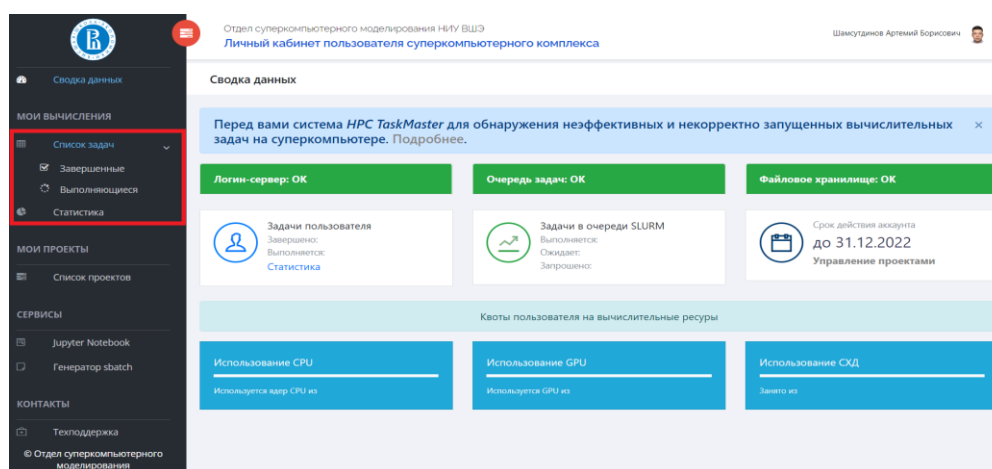 Отдел суперкомпьютерного моделирования НИУ ВШЭ
Личный кабинет пользователя суперкомпьютерного комплекса
Шамсутдинов Артемий Борисович
Сводка данных
МОИ ВЫЧИСЛЕНИЯ
Список задач
Завершенные
Выполняющиеся
Статистика
МОИ ПРОЕКТЫ
Список проектов
СЕРВИСЫ
Jupyter Notebook
Генератор sbatch
КОНТАКТЫ
Техподдержка
© Отдел суперкомпьютерного
моделирования
Сводка данных
Перед вами система HPC TaskMaster для обнаружения неэффективных и некорректно запущенных вычислительных ×
задач на суперкомпьютере. Подробнее.
Логин-сервер: OK
Очередь задач: OK
Файловое хранилище: OK
Задачи пользователя
Завершено:
Выполняется:
Статистика
Задачи в очереди SLURM
Выполняется:
Ожидает:
Запрошено:
Срок действия аккаунта
до 31.12.2022
Управление проектами
Квоты пользователя на вычислительные ресуры
Использование CPU
Используется ядер CPU из
Использование GPU
Используется GPU из
Использование СХД
Занято из